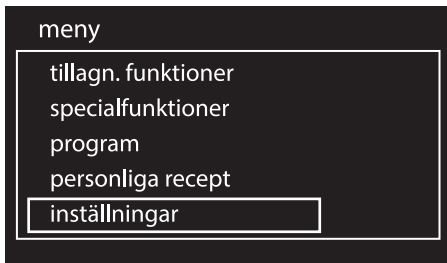 meny
tillagn. funktioner
specialfunktioner
program
personliga recept
inställningar